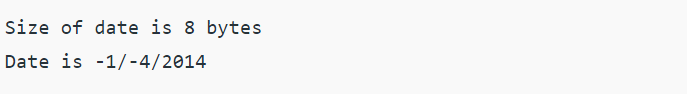 Size of date is 8 bytes
Date is -1/-4/2014